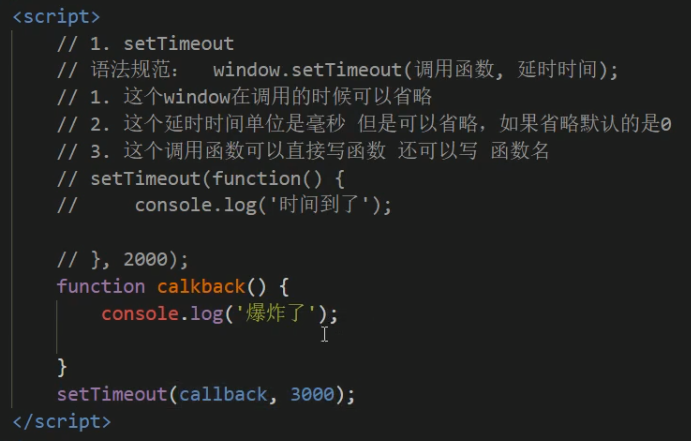 <script>
// 1. setTimeout
// 语法规范： window.setTimeout(调用函数, 延时时间);
// 1. 这个window在调用的时候可以省略
// 2. 这个延时时间单位是毫秒 但是可以省略，如果省略默认的是0
// 3. 这个调用函数可以直接写函数 还可以写 函数名
// setTimeout(function() {
//     console.log('时间到了');
// }, 2000);
function calkback() {
console.log('爆炸了');
}
setTimeout(callback, 3000);
</script>